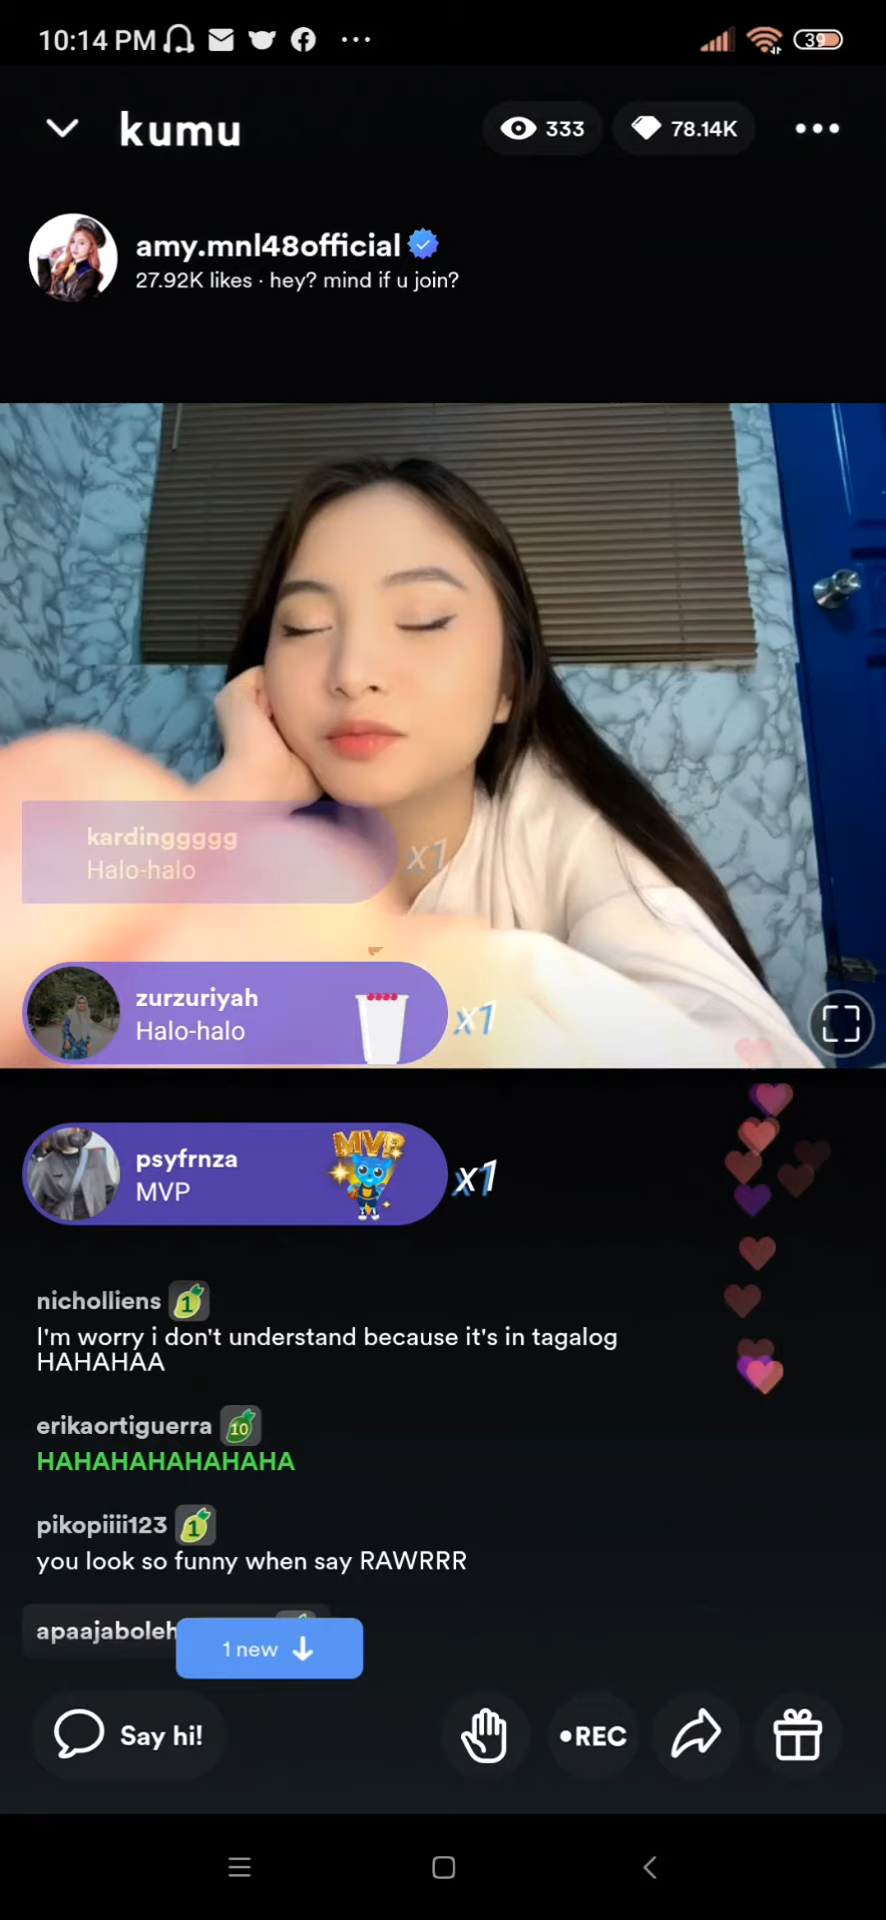 10:14 PM
39
kumu
333
78.14K
amy.mnl48official
27.92K likes · hey? mind if u join?
kardinggggg
Halo-halo
x1
zurzuriyah
Halo-halo
x1
psyfrnza
MVP
MVP
x1
nicholliens 1
I'm worry i don't understand because it's in tagalog
HAHAHAA
erikaortiguerra 10
HAHAHAHAHAHAHA
pikopiiii123 1
you look so funny when say RAWRRR
apaajaboleh
1 new
Say hi!
•REC